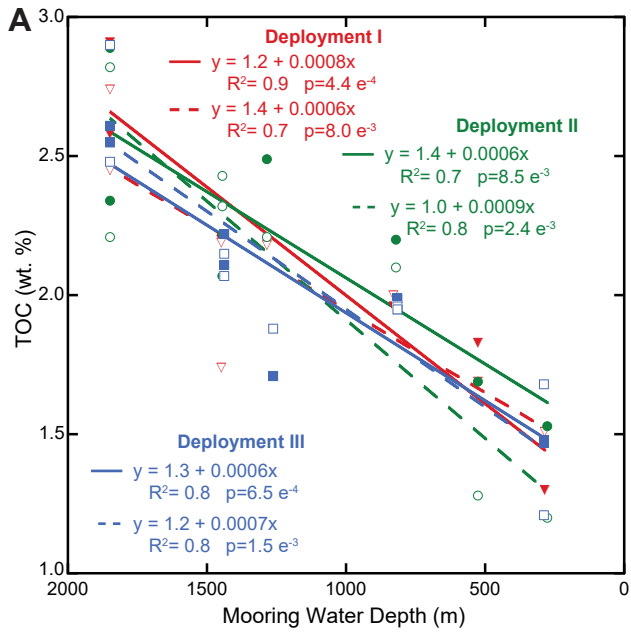 A
3.0
2.5
2.0
1.5
1.0
TOC (wt. %)
Deployment I
y = 1.2 + 0.0008x
R²= 0.9 p=4.4 e⁻⁴
y = 1.4 + 0.0006x
R²= 0.7 p=8.0 e⁻³
Deployment II
y = 1.4 + 0.0006x
R²= 0.7 p=8.5 e⁻³
y = 1.0 + 0.0009x
R²= 0.8 p=2.4 e⁻³
Deployment III
y = 1.3 + 0.0006x
R²= 0.8 p=6.5 e⁻⁴
y = 1.2 + 0.0007x
R²= 0.8 p=1.5 e⁻³
2000 1500 1000 500 0
Mooring Water Depth (m)